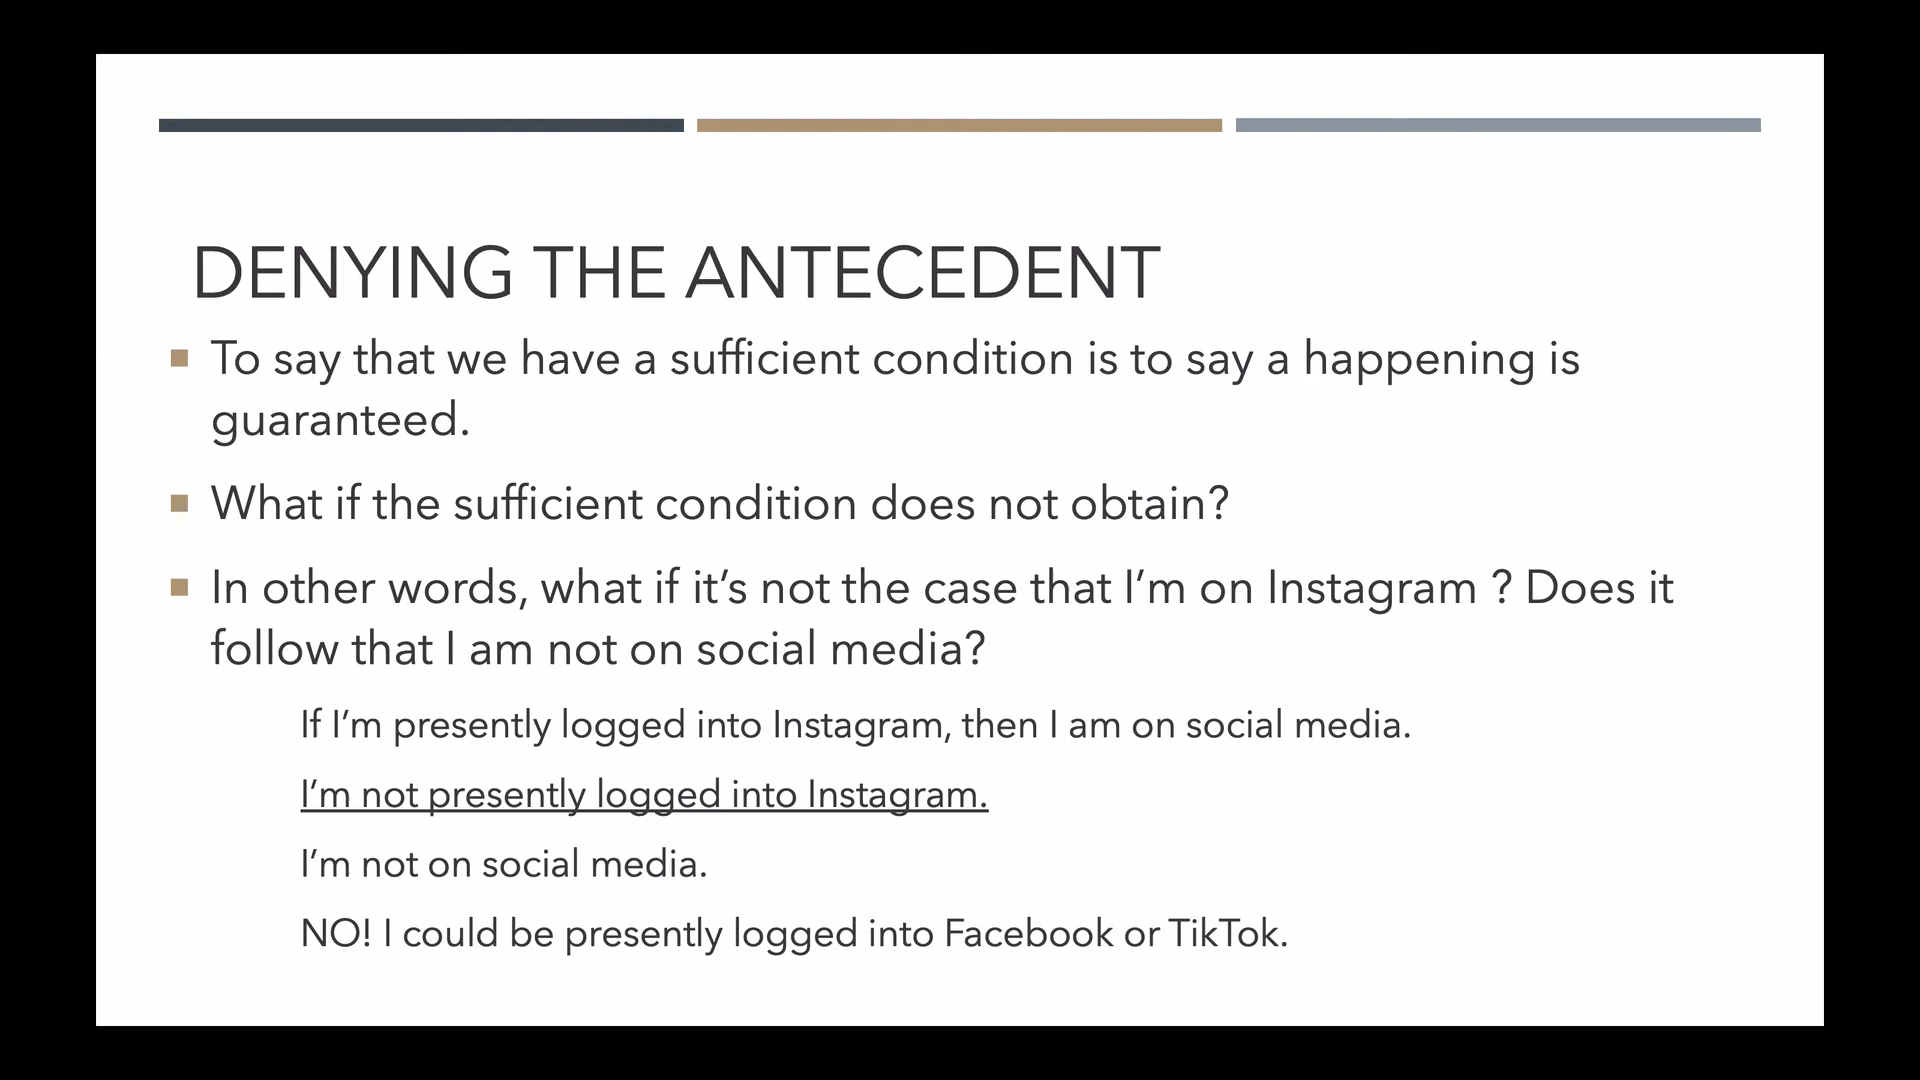 DENYING THE ANTECEDENT
To say that we have a sufficient condition is to say a happening is
guaranteed.
What if the sufficient condition does not obtain?
In other words, what if it’s not the case that I’m on Instagram ? Does it
follow that I am not on social media?
If I’m presently logged into Instagram, then I am on social media.
I’m not presently logged into Instagram.
I’m not on social media.
NO! I could be presently logged into Facebook or TikTok.